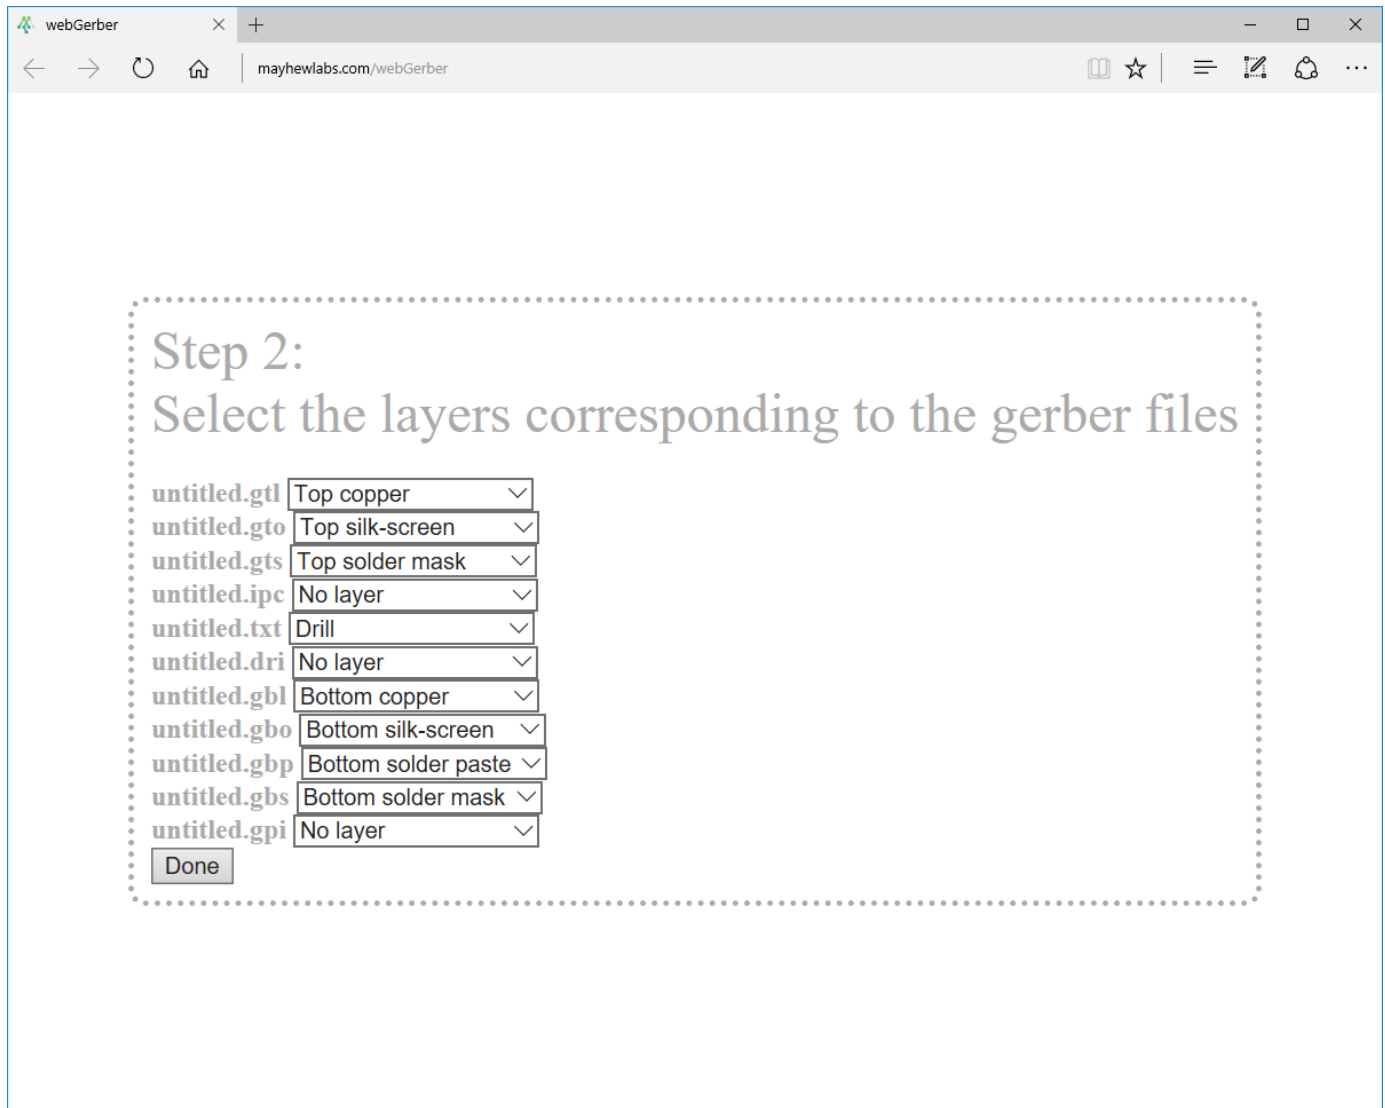 webGerber
mayhewlabs.com/webGerber
Step 2:
Select the layers corresponding to the gerber files
untitled.gtl Top copper
untitled.gto Top silk-screen
untitled.gts Top solder mask
untitled.ipc No layer
untitled.txt Drill
untitled.dri No layer
untitled.gbl Bottom copper
untitled.gbo Bottom silk-screen
untitled.gbp Bottom solder paste
untitled.gbs Bottom solder mask
untitled.gpi No layer
Done